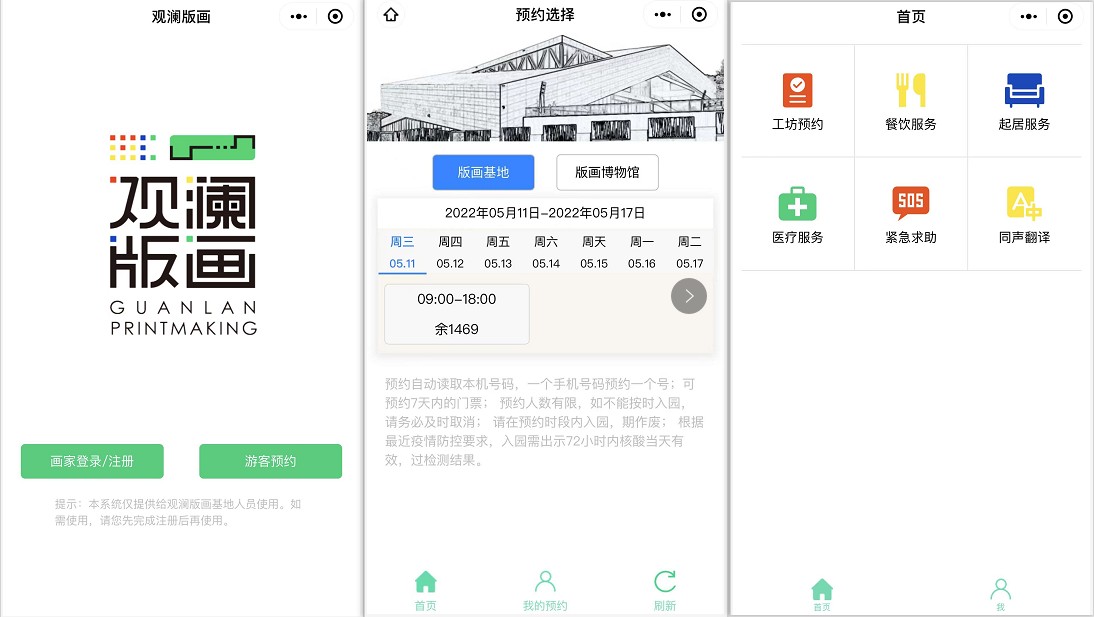 观澜版画
观澜
版画
GUANLAN
PRINTMAKING
画家登录/注册
游客预约
提示：本系统仅提供给观澜版画基地人员使用。如
需使用，请您先完成注册后再使用。
预约选择
版画基地
版画博物馆
2022年05月11日-2022年05月17日
周三 周四 周五 周六 周天 周一 周二
05.11 05.12 05.13 05.14 05.15 05.16 05.17
09:00-18:00
余1469
预约自动读取本机号码，一个手机号码预约一个号；可
预约7天内的门票； 预约人数有限，如不能按时入园，
请务必及时取消； 请在预约时段内入园，期作废； 根据
最近疫情防控要求，入园需出示72小时内核酸当天有
效，过检测结果。
首页
我的预约
刷新
首页
工坊预约
餐饮服务
起居服务
医疗服务
SOS
紧急求助
A中
同声翻译
首页
我